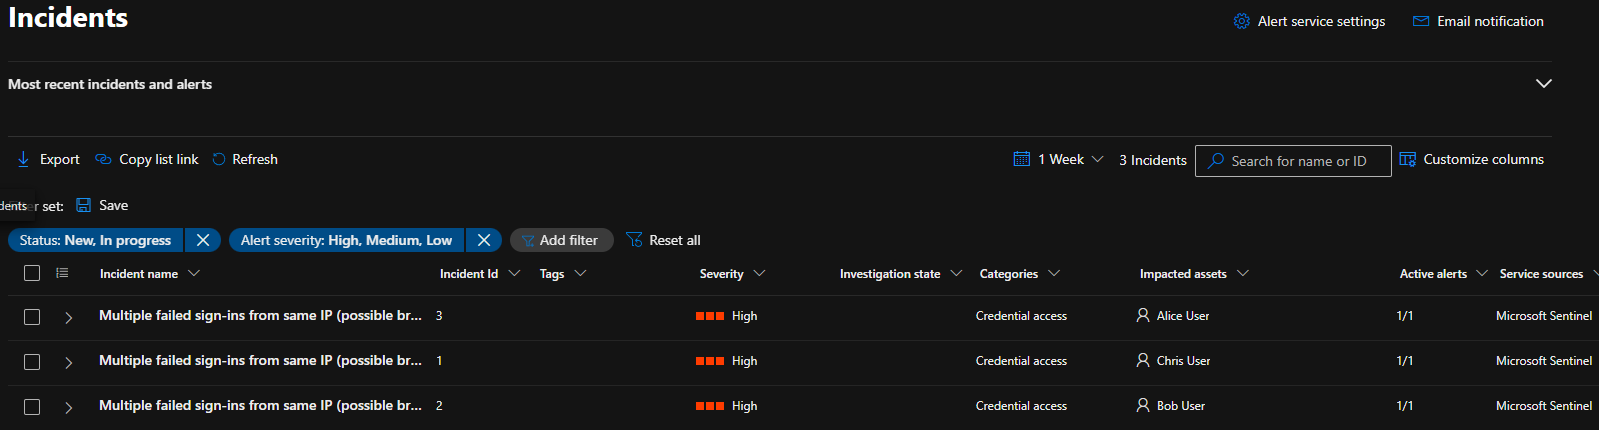 Incidents
Alert service settings Email notification
Most recent incidents and alerts
Export Copy list link Refresh 1 Week 3 Incidents Search for name or ID Customize columns
dents er set: Save
Status: New, In progress Alert severity: High, Medium, Low Add filter Reset all
Incident name Incident Id Tags Severity Investigation state Categories Impacted assets Active alerts Service sources
Multiple failed sign-ins from same IP (possible br... 3 High Credential access Alice User 1/1 Microsoft Sentinel
Multiple failed sign-ins from same IP (possible br... 1 High Credential access Chris User 1/1 Microsoft Sentinel
Multiple failed sign-ins from same IP (possible br... 2 High Credential access Bob User 1/1 Microsoft Sentinel